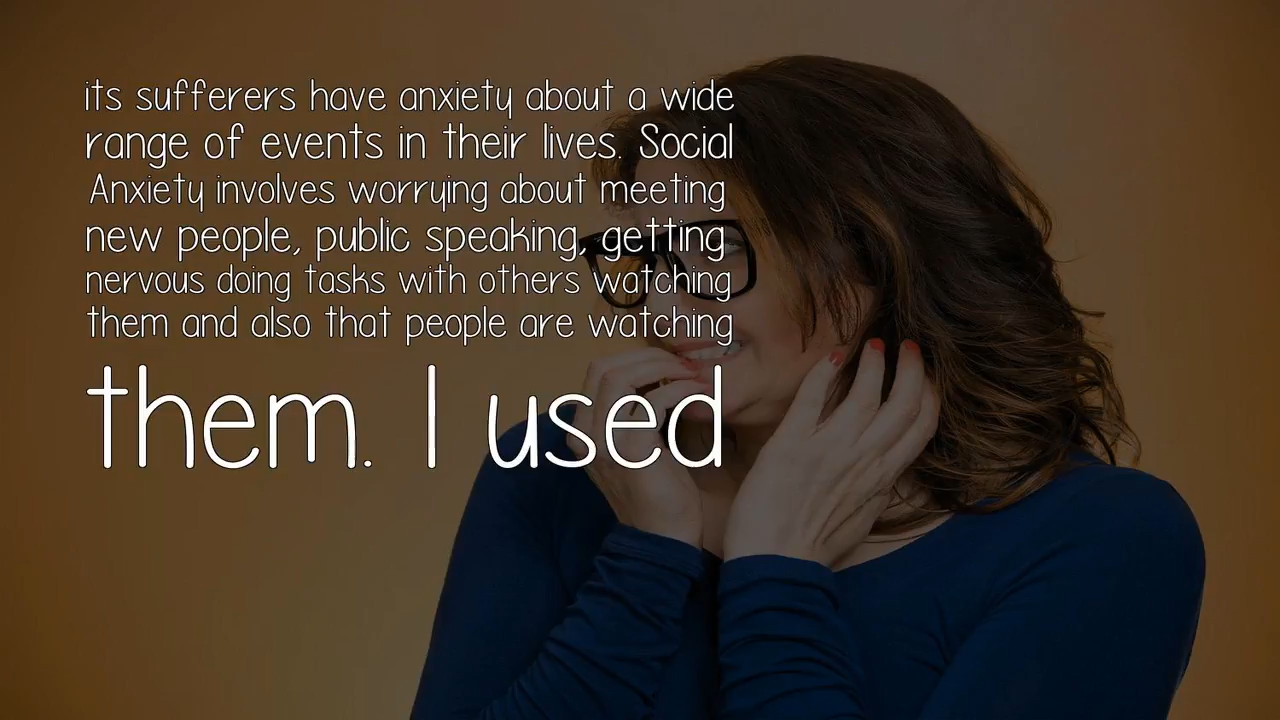 its sufferers have anxiety about a wide
range of events in their lives. Social
Anxiety involves worrying about meeting
new people, public speaking, getting
nervous doing tasks with others watching
them and also that people are watching
them. I used